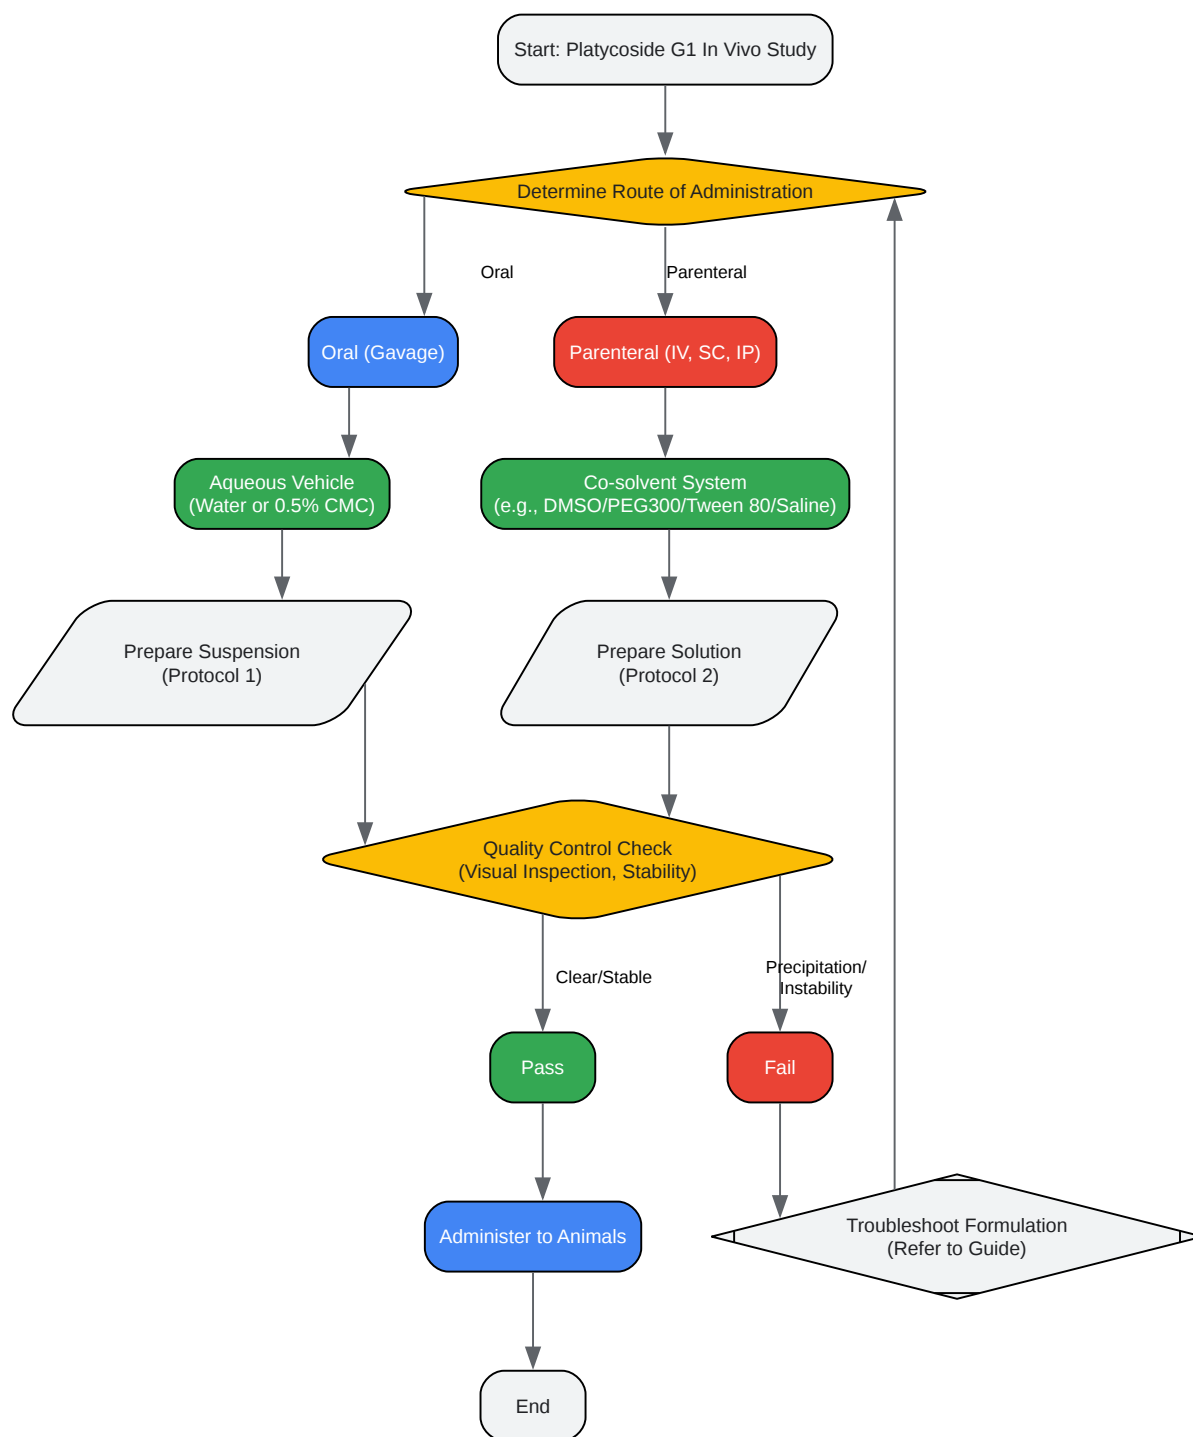 Start: Platycoside G1 In Vivo Study
Determine Route of Administration
Oral
Parenteral
Oral (Gavage)
Parenteral (IV, SC, IP)
Aqueous Vehicle
(Water or 0.5% CMC)
Co-solvent System
(e.g., DMSO/PEG300/Tween 80/Saline)
Prepare Suspension
(Protocol 1)
Prepare Solution
(Protocol 2)
Quality Control Check
(Visual Inspection, Stability)
Clear/Stable
Precipitation/
Instability
Pass
Fail
Administer to Animals
Troubleshoot Formulation
(Refer to Guide)
End